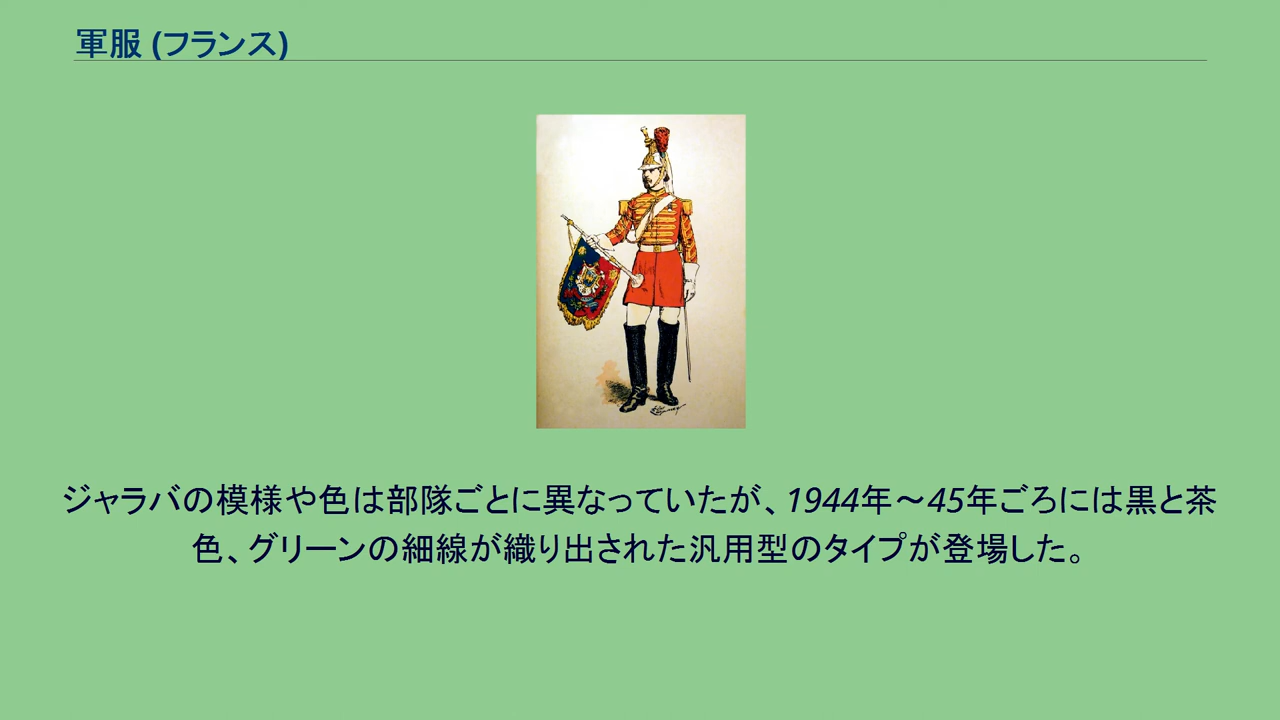 軍服 (フランス)
ジャラバの模様や色は部隊ごとに異なっていたが、1944年～45年ごろには黒と茶
色、グリーンの細線が織り出された汎用型のタイプが登場した。